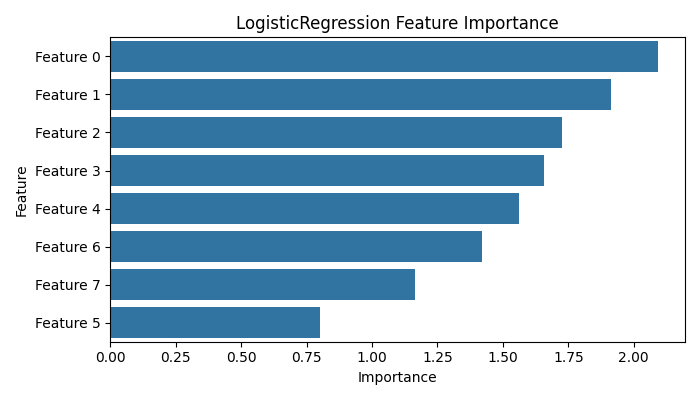 LogisticRegression Feature Importance
Feature
Feature 0
Feature 1
Feature 2
Feature 3
Feature 4
Feature 6
Feature 7
Feature 5
0.00 0.25 0.50 0.75 1.00 1.25 1.50 1.75 2.00
Importance